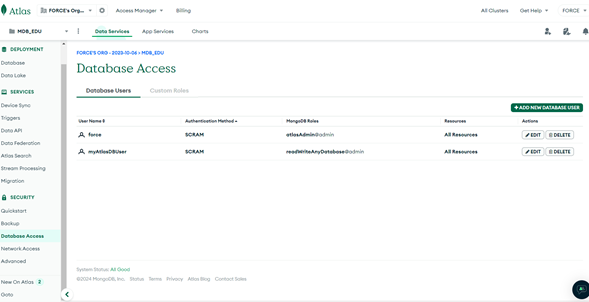 Atlas
FORCE'S Org...
Access Manager
Billing
All Clusters
Get Help
FORCE
MDB_EDU
Data Services
App Services
Charts
DEPLOYMENT
Database
Data Lake
SERVICES
Device Sync
Triggers
Data API
Data Federation
Atlas Search
Stream Processing
Migration
SECURITY
Quickstart
Backup
Database Access
Network Access
Advanced
New On Atlas 2
Goto
FORCE'S ORG - 2023-10-06 > MDB_EDU
Database Access
Database Users
Custom Roles
+ ADD NEW DATABASE USER
User Name
Authentication Method
MongoDB Roles
Resources
Actions
force
SCRAM
atlasAdmin@admin
All Resources
EDIT
DELETE
myAtlasDBUser
SCRAM
readWriteAnyDatabase@admin
All Resources
EDIT
DELETE
System Status: All Good
©2024 MongoDB, Inc.
Status
Terms
Privacy
Atlas Blog
Contact Sales